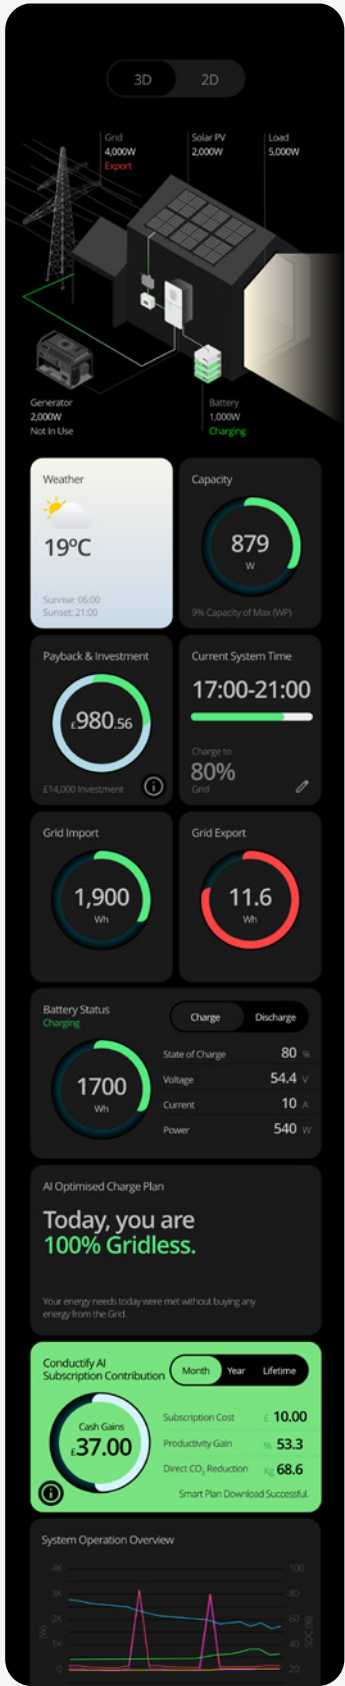 3D 2D
Grid
4,000W
Export
Solar PV
2,000W
Load
5,000W
Generator
2,000W
Not In Use
Battery
1,000W
Charging
Weather
19°C
Sunrise: 06:00
Sunset: 21:00
Capacity
879
W
9% Capacity of Max (WP)
Payback & Investment
£980.56
£14,000 Investment
Current System Time
17:00-21:00
Charge to
80%
Grid
Grid Import
1,900
Wh
Grid Export
11.6
Wh
Battery Status
Charging
Charge Discharge
1700
Wh
State of Charge 80 %
Voltage 54.4 V
Current 10 A
Power 540 W
AI Optimised Charge Plan
Today, you are
100% Gridless.
Your energy needs today were met without buying any
energy from the Grid.
Conductify AI
Subscription Contribution
Month Year Lifetime
Cash Gains
£37.00
Subscription Cost £ 10.00
Productivity Gain % 53.3
Direct CO₂ Reduction Kg 68.6
Smart Plan Download Successful.
System Operation Overview
4K 100
3K 80
2K 60
1K 40
0 20
(W)
SOC (%)